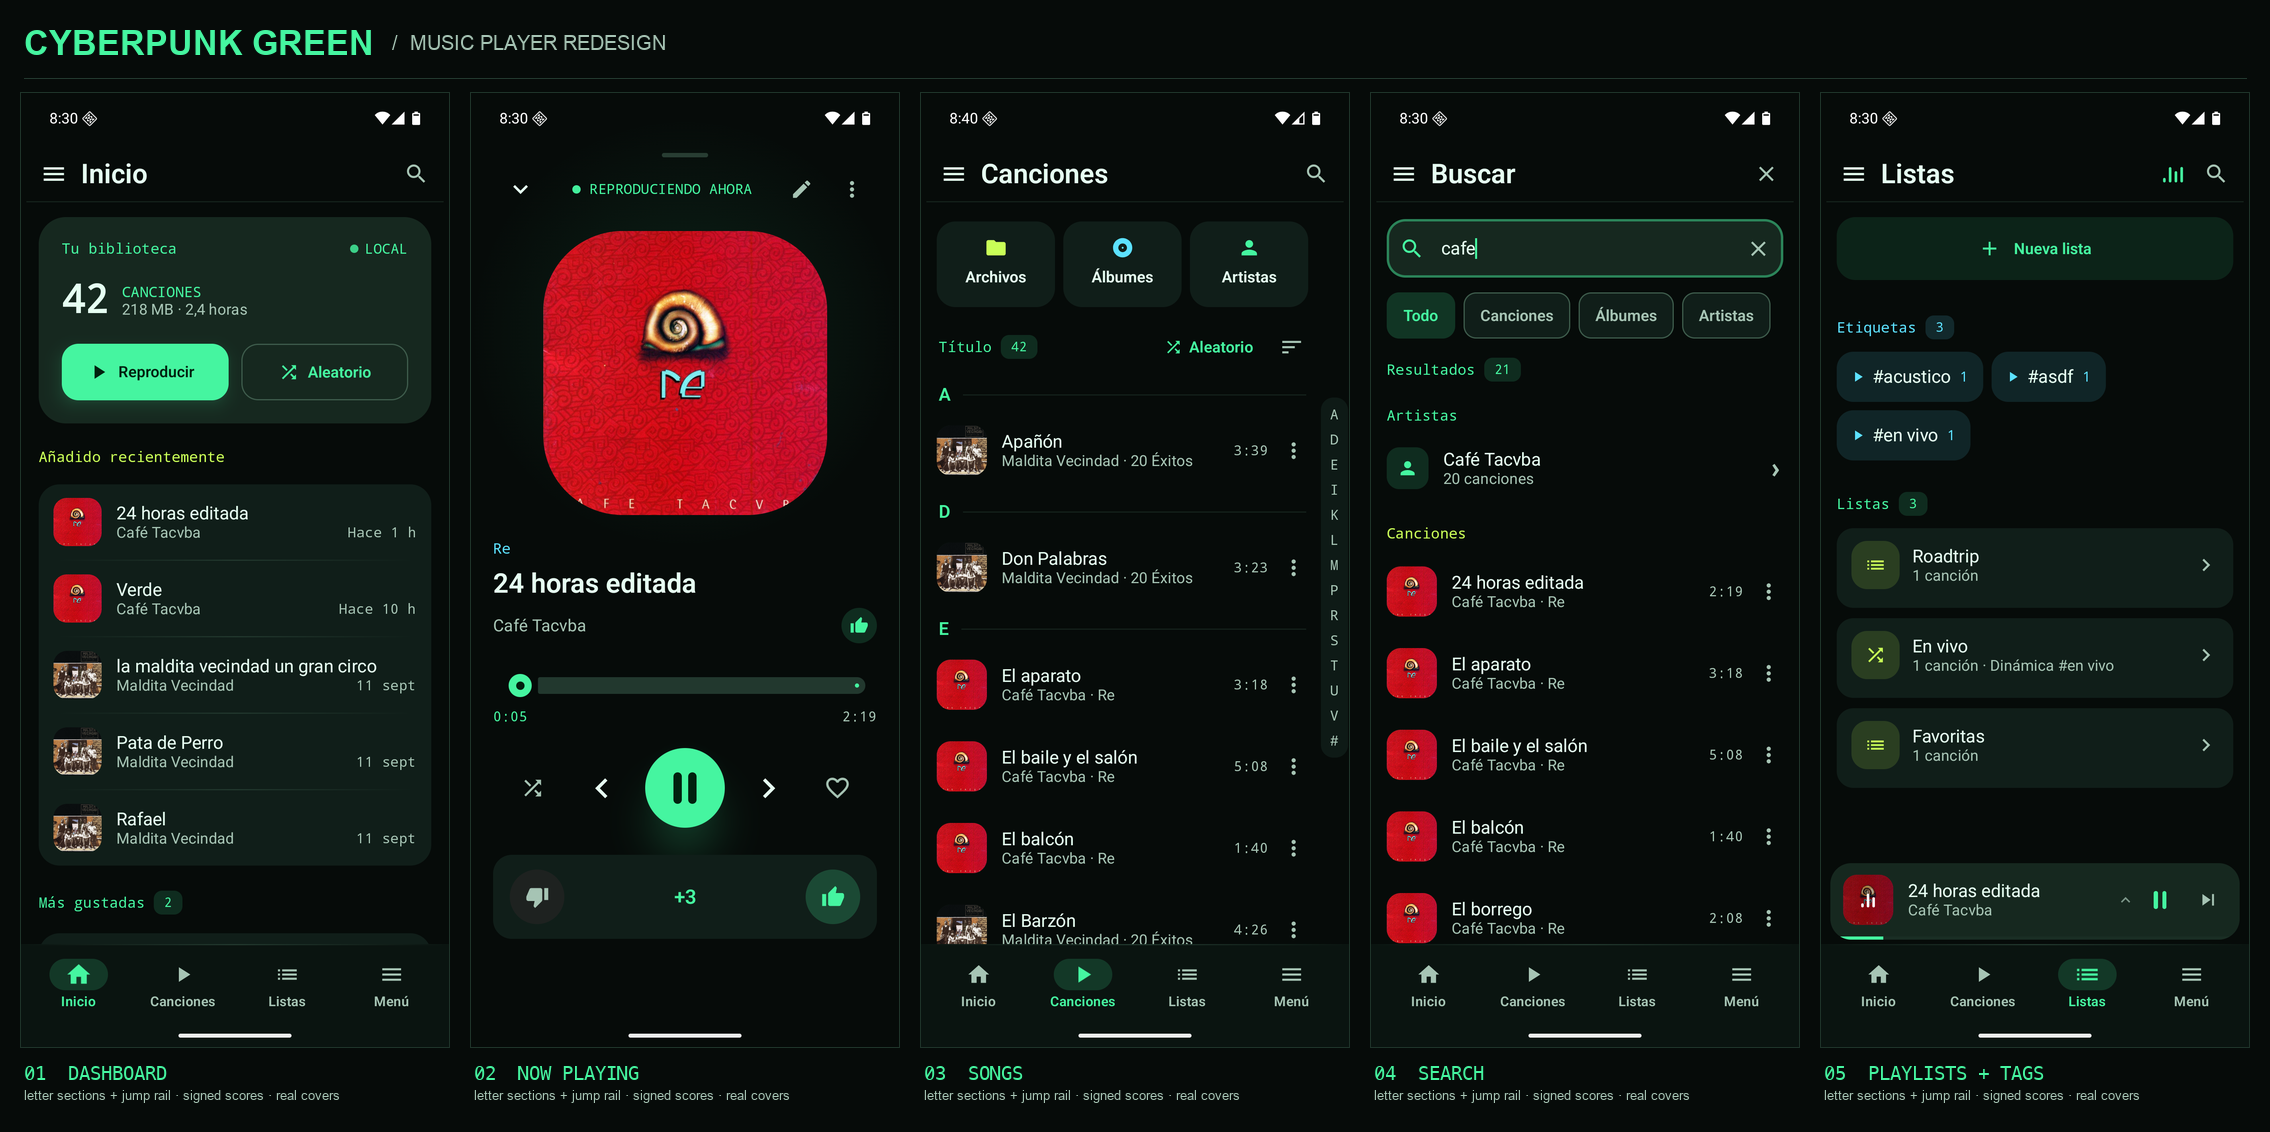 CYBERPUNK GREEN / MUSIC PLAYER REDESIGN
8:30
Inicio
Tu biblioteca
LOCAL
42
CANCIONES
218 MB · 2,4 horas
Reproducir
Aleatorio
Añadido recientemente
24 horas editada
Café Tacvba
Hace 1 h
Verde
Café Tacvba
Hace 10 h
la maldita vecindad un gran circo
Maldita Vecindad
11 sept
Pata de Perro
Maldita Vecindad
11 sept
Rafael
Maldita Vecindad
11 sept
Más gustadas 2
Inicio
Canciones
Listas
Menú
01 DASHBOARD
letter sections + jump rail · signed scores · real covers
8:30
REPRODUCIENDO AHORA
re
A F E T A C V B
Re
24 horas editada
Café Tacvba
0:05
2:19
+3
02 NOW PLAYING
letter sections + jump rail · signed scores · real covers
8:40
Canciones
Archivos
Álbumes
Artistas
Título 42
Aleatorio
A
Apañón
Maldita Vecindad · 20 Éxitos
3:39
D
Don Palabras
Maldita Vecindad · 20 Éxitos
3:23
E
El aparato
Café Tacvba · Re
3:18
El baile y el salón
Café Tacvba · Re
5:08
El balcón
Café Tacvba · Re
1:40
El Barzón
Maldita Vecindad · 20 Éxitos
4:26
A
D
E
I
K
L
M
P
R
S
T
U
V
#
Inicio
Canciones
Listas
Menú
03 SONGS
letter sections + jump rail · signed scores · real covers
8:30
Buscar
cafe
Todo
Canciones
Álbumes
Artistas
Resultados 21
Artistas
Café Tacvba
20 canciones
Canciones
24 horas editada
Café Tacvba · Re
2:19
El aparato
Café Tacvba · Re
3:18
El baile y el salón
Café Tacvba · Re
5:08
El balcón
Café Tacvba · Re
1:40
El borrego
Café Tacvba · Re
2:08
Inicio
Canciones
Listas
Menú
04 SEARCH
letter sections + jump rail · signed scores · real covers
8:30
Listas
Nueva lista
Etiquetas 3
#acustico 1
#asdf 1
#en vivo 1
Listas 3
Roadtrip
1 canción
En vivo
1 canción · Dinámica #en vivo
Favoritas
1 canción
24 horas editada
Café Tacvba
Inicio
Canciones
Listas
Menú
05 PLAYLISTS + TAGS
letter sections + jump rail · signed scores · real covers